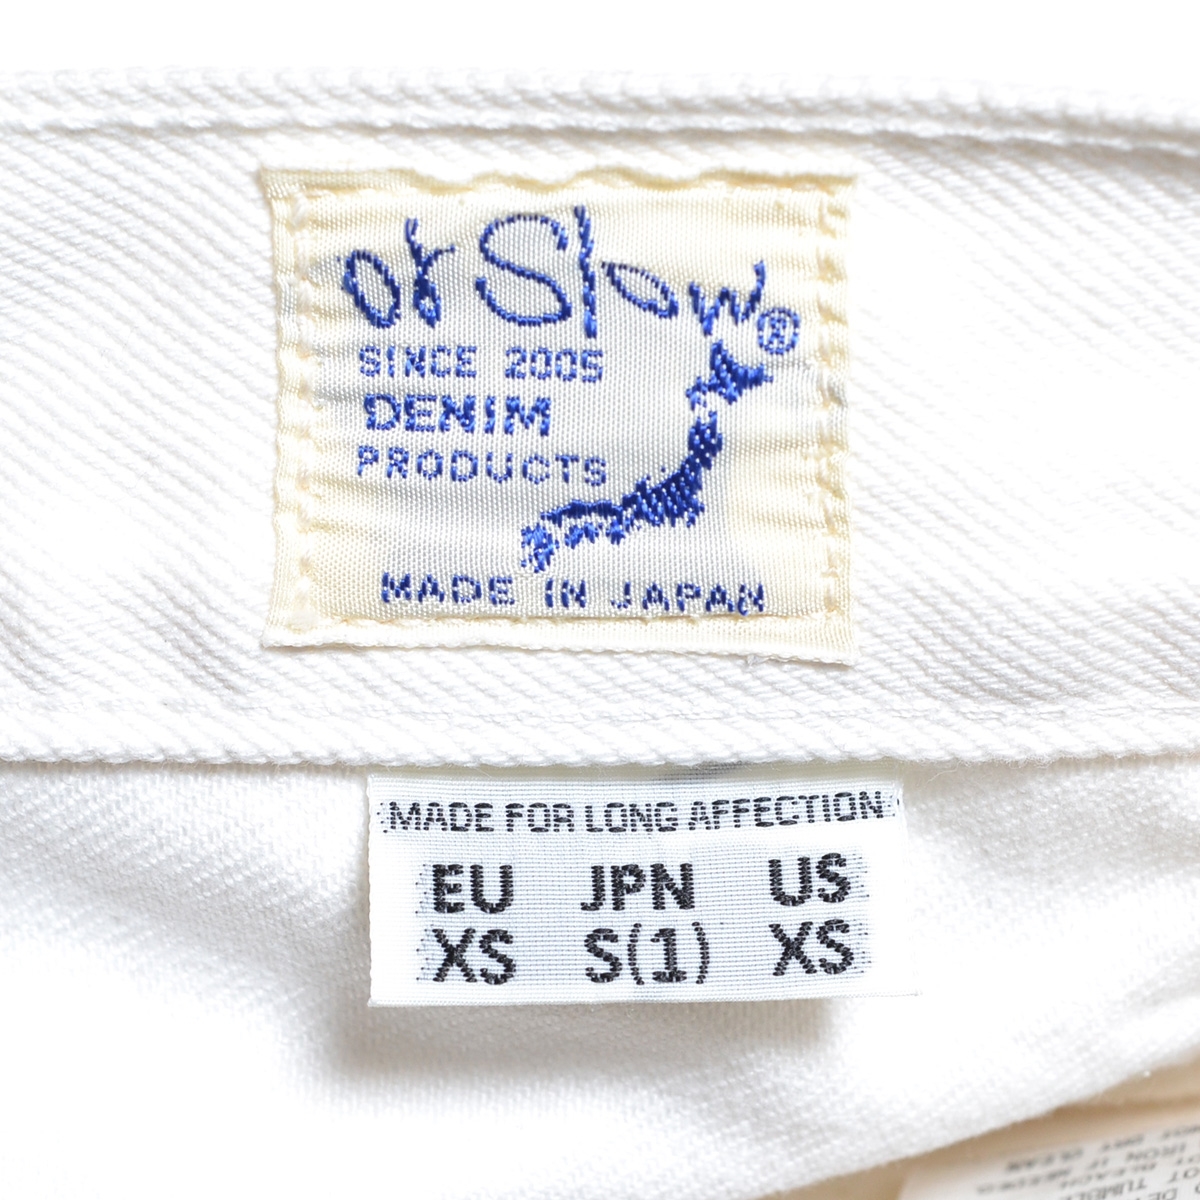 orSlow®
SINCE 2005
DENIM
PRODUCTS
MADE IN JAPAN
MADE FOR LONG AFFECTION
EU JPN US
XS S(1) XS